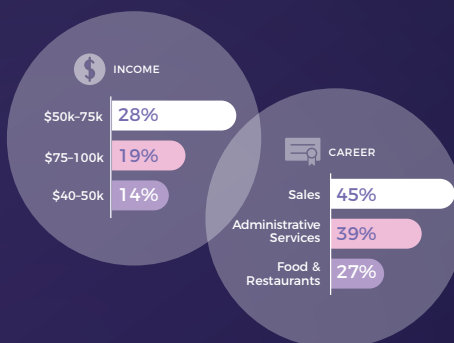 $
INCOME
$50k-75k 28%
$75-100k 19%
$40-50k 14%
CAREER
Sales 45%
Administrative
Services 39%
Food &
Restaurants 27%